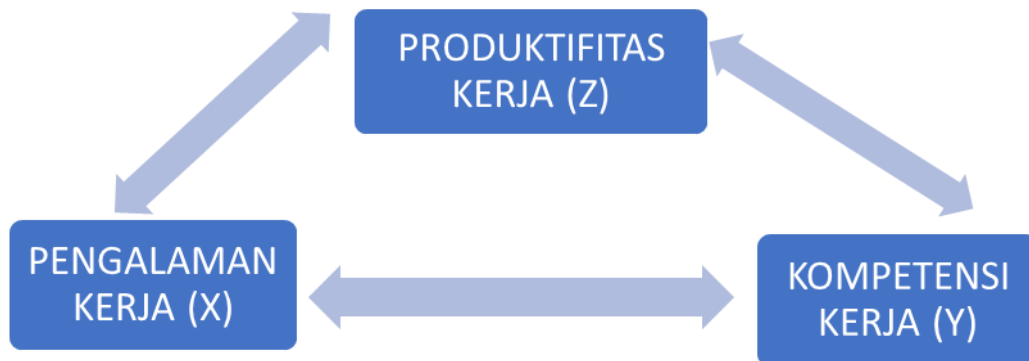 PRODUKTIFITAS
KERJA (Z)
PENGALAMAN
KERJA (X)
KOMPETENSI
KERJA (Y)